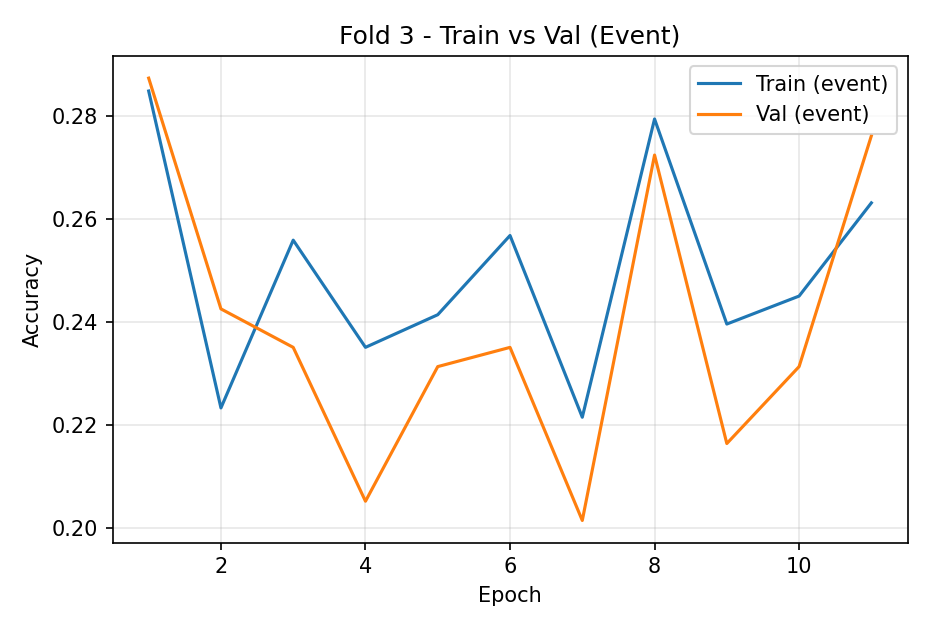 Fold 3 - Train vs Val (Event)
Train (event)
Val (event)
Accuracy
0.28
0.26
0.24
0.22
0.20
2 4 6 8 10
Epoch